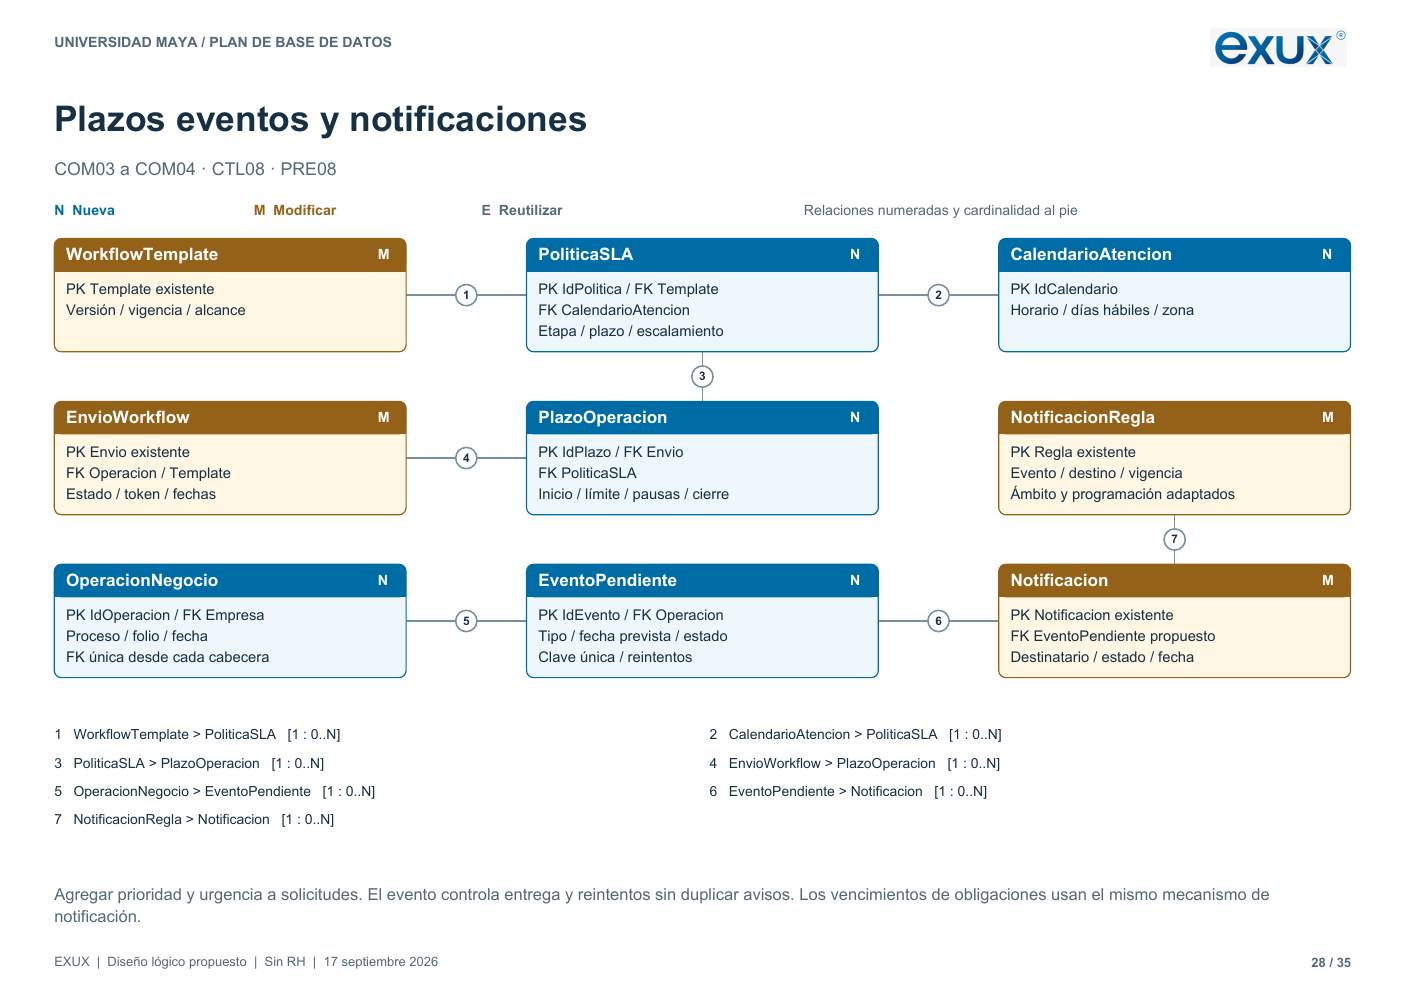 UNIVERSIDAD MAYA / PLAN DE BASE DE DATOS
exux®
Plazos eventos y notificaciones
COM03 a COM04 · CTL08 · PRE08
N Nueva
M Modificar
E Reutilizar
Relaciones numeradas y cardinalidad al pie
WorkflowTemplate M
PK Template existente
Versión / vigencia / alcance
1
PoliticaSLA N
PK IdPolitica / FK Template
FK CalendarioAtencion
Etapa / plazo / escalamiento
2
CalendarioAtencion N
PK IdCalendario
Horario / días hábiles / zona
3
EnvioWorkflow M
PK Envio existente
FK Operacion / Template
Estado / token / fechas
4
PlazoOperacion N
PK IdPlazo / FK Envio
FK PoliticaSLA
Inicio / límite / pausas / cierre
NotificacionRegla M
PK Regla existente
Evento / destino / vigencia
Ámbito y programación adaptados
7
OperacionNegocio N
PK IdOperacion / FK Empresa
Proceso / folio / fecha
FK única desde cada cabecera
5
EventoPendiente N
PK IdEvento / FK Operacion
Tipo / fecha prevista / estado
Clave única / reintentos
6
Notificacion M
PK Notificacion existente
FK EventoPendiente propuesto
Destinatario / estado / fecha
1 WorkflowTemplate > PoliticaSLA [1 : 0..N]
2 CalendarioAtencion > PoliticaSLA [1 : 0..N]
3 PoliticaSLA > PlazoOperacion [1 : 0..N]
4 EnvioWorkflow > PlazoOperacion [1 : 0..N]
5 OperacionNegocio > EventoPendiente [1 : 0..N]
6 EventoPendiente > Notificacion [1 : 0..N]
7 NotificacionRegla > Notificacion [1 : 0..N]
Agregar prioridad y urgencia a solicitudes. El evento controla entrega y reintentos sin duplicar avisos. Los vencimientos de obligaciones usan el mismo mecanismo de
notificación.
EXUX | Diseño lógico propuesto | Sin RH | 17 septiembre 2026
28 / 35